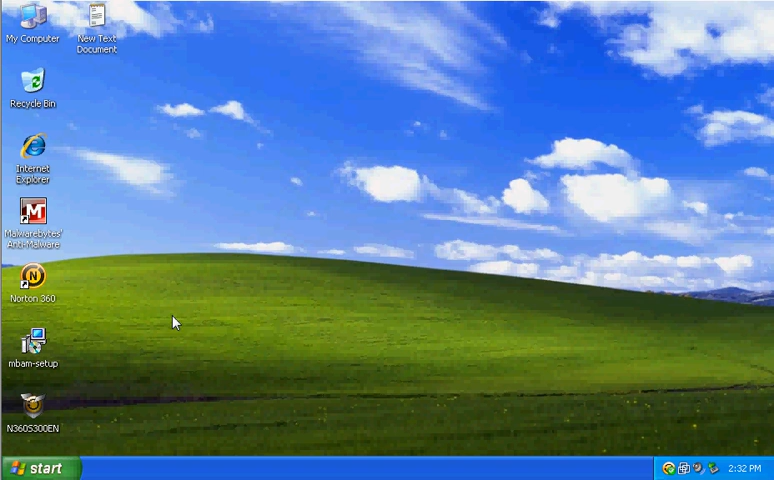 My Computer
New Text
Document
Recycle Bin
Internet
Explorer
Malwarebytes'
Anti-Malware
Norton 360
mbam-setup
N360S300EN
start
2:32 PM